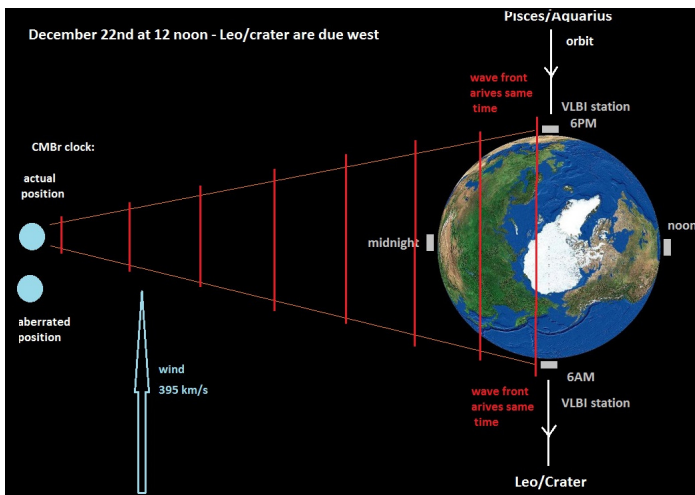 Pisces/Aquarius
December 22nd at 12 noon - Leo/crater are due west
orbit
wave front
arives same
time
VLBI station
6PM
CMBr clock:
actual
position
midnight
noon
aberrated
position
wind
395 km/s
6AM
wave front
arives same
time
VLBI station
Leo/Crater